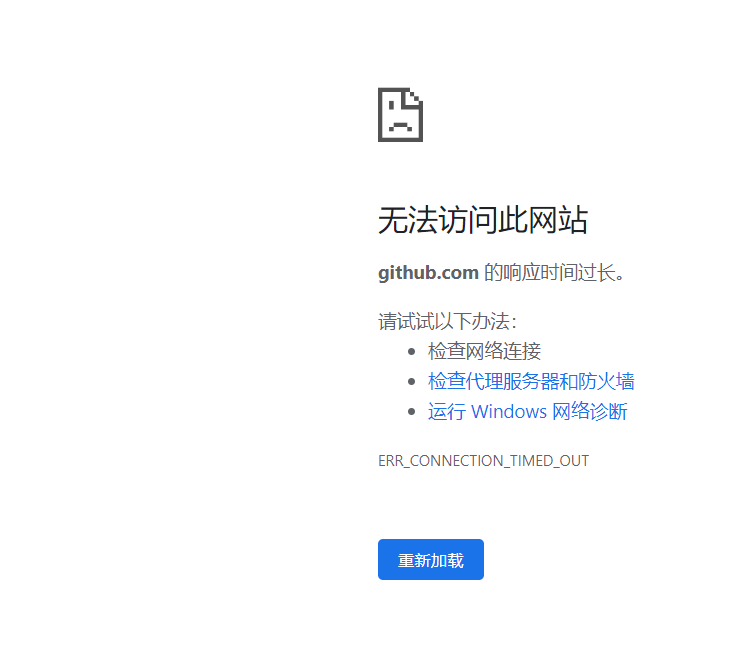 无法访问此网站
github.com 的响应时间过长。
请试试以下办法：
检查网络连接
检查代理服务器和防火墙
运行 Windows 网络诊断
ERR_CONNECTION_TIMED_OUT
重新加载